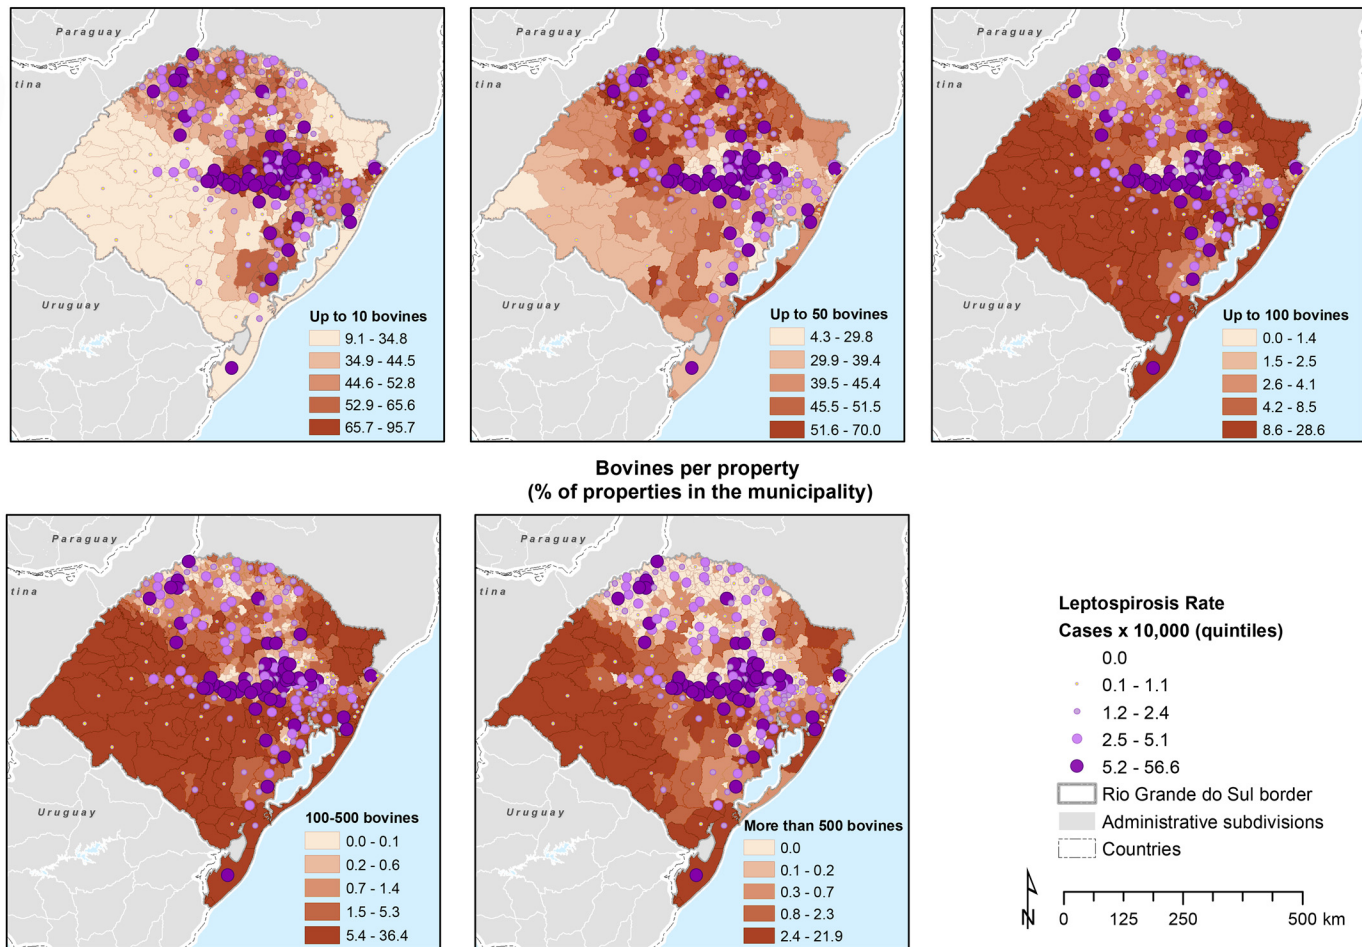 Paraguay
tina
Uruguay
Up to 10 bovines
9.1 - 34.8
34.9 - 44.5
44.6 - 52.8
52.9 - 65.6
65.7 - 95.7
Paraguay
tina
Uruguay
Up to 50 bovines
4.3 - 29.8
29.9 - 39.4
39.5 - 45.4
45.5 - 51.5
51.6 - 70.0
Paraguay
tina
Uruguay
Up to 100 bovines
0.0 - 1.4
1.5 - 2.5
2.6 - 4.1
4.2 - 8.5
8.6 - 28.6
Bovines per property
(% of properties in the municipality)
Paraguay
tina
Uruguay
100-500 bovines
0.0 - 0.1
0.2 - 0.6
0.7 - 1.4
1.5 - 5.3
5.4 - 36.4
Paraguay
tina
Uruguay
More than 500 bovines
0.0
0.1 - 0.2
0.3 - 0.7
0.8 - 2.3
2.4 - 21.9
Leptospirosis Rate
Cases x 10,000 (quintiles)
0.0
0.1 - 1.1
1.2 - 2.4
2.5 - 5.1
5.2 - 56.6
Rio Grande do Sul border
Administrative subdivisions
Countries
N
0 125 250 500 km